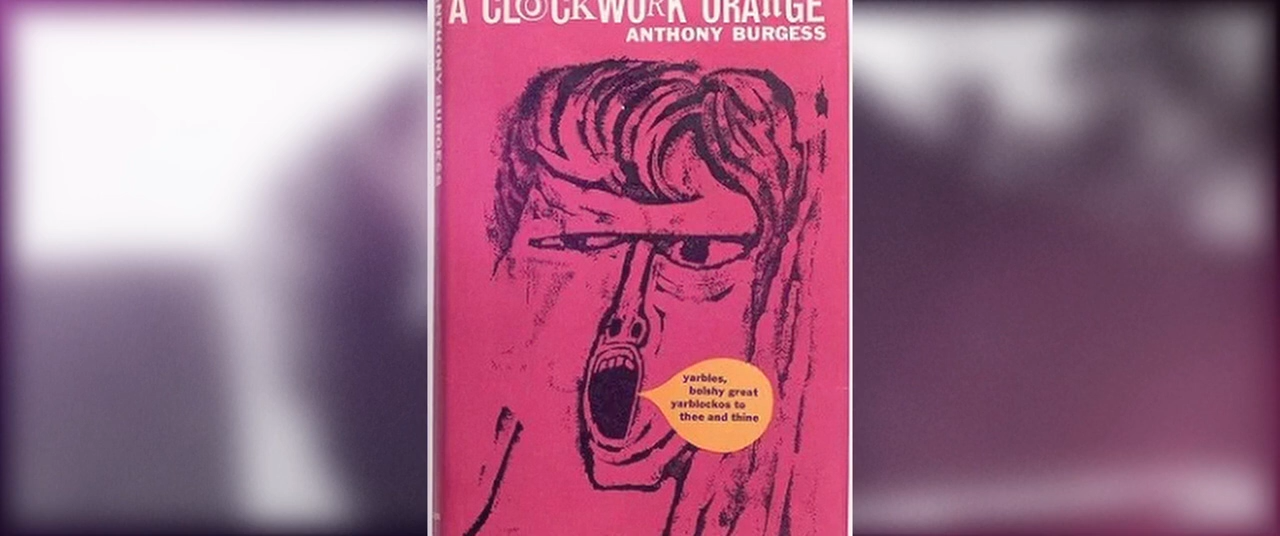 A CLOCKWORK ORANGE
ANTHONY BURGESS
ANTHONY BURGESS
yarbles,
bolshy great
yarblockos to
thee and thine